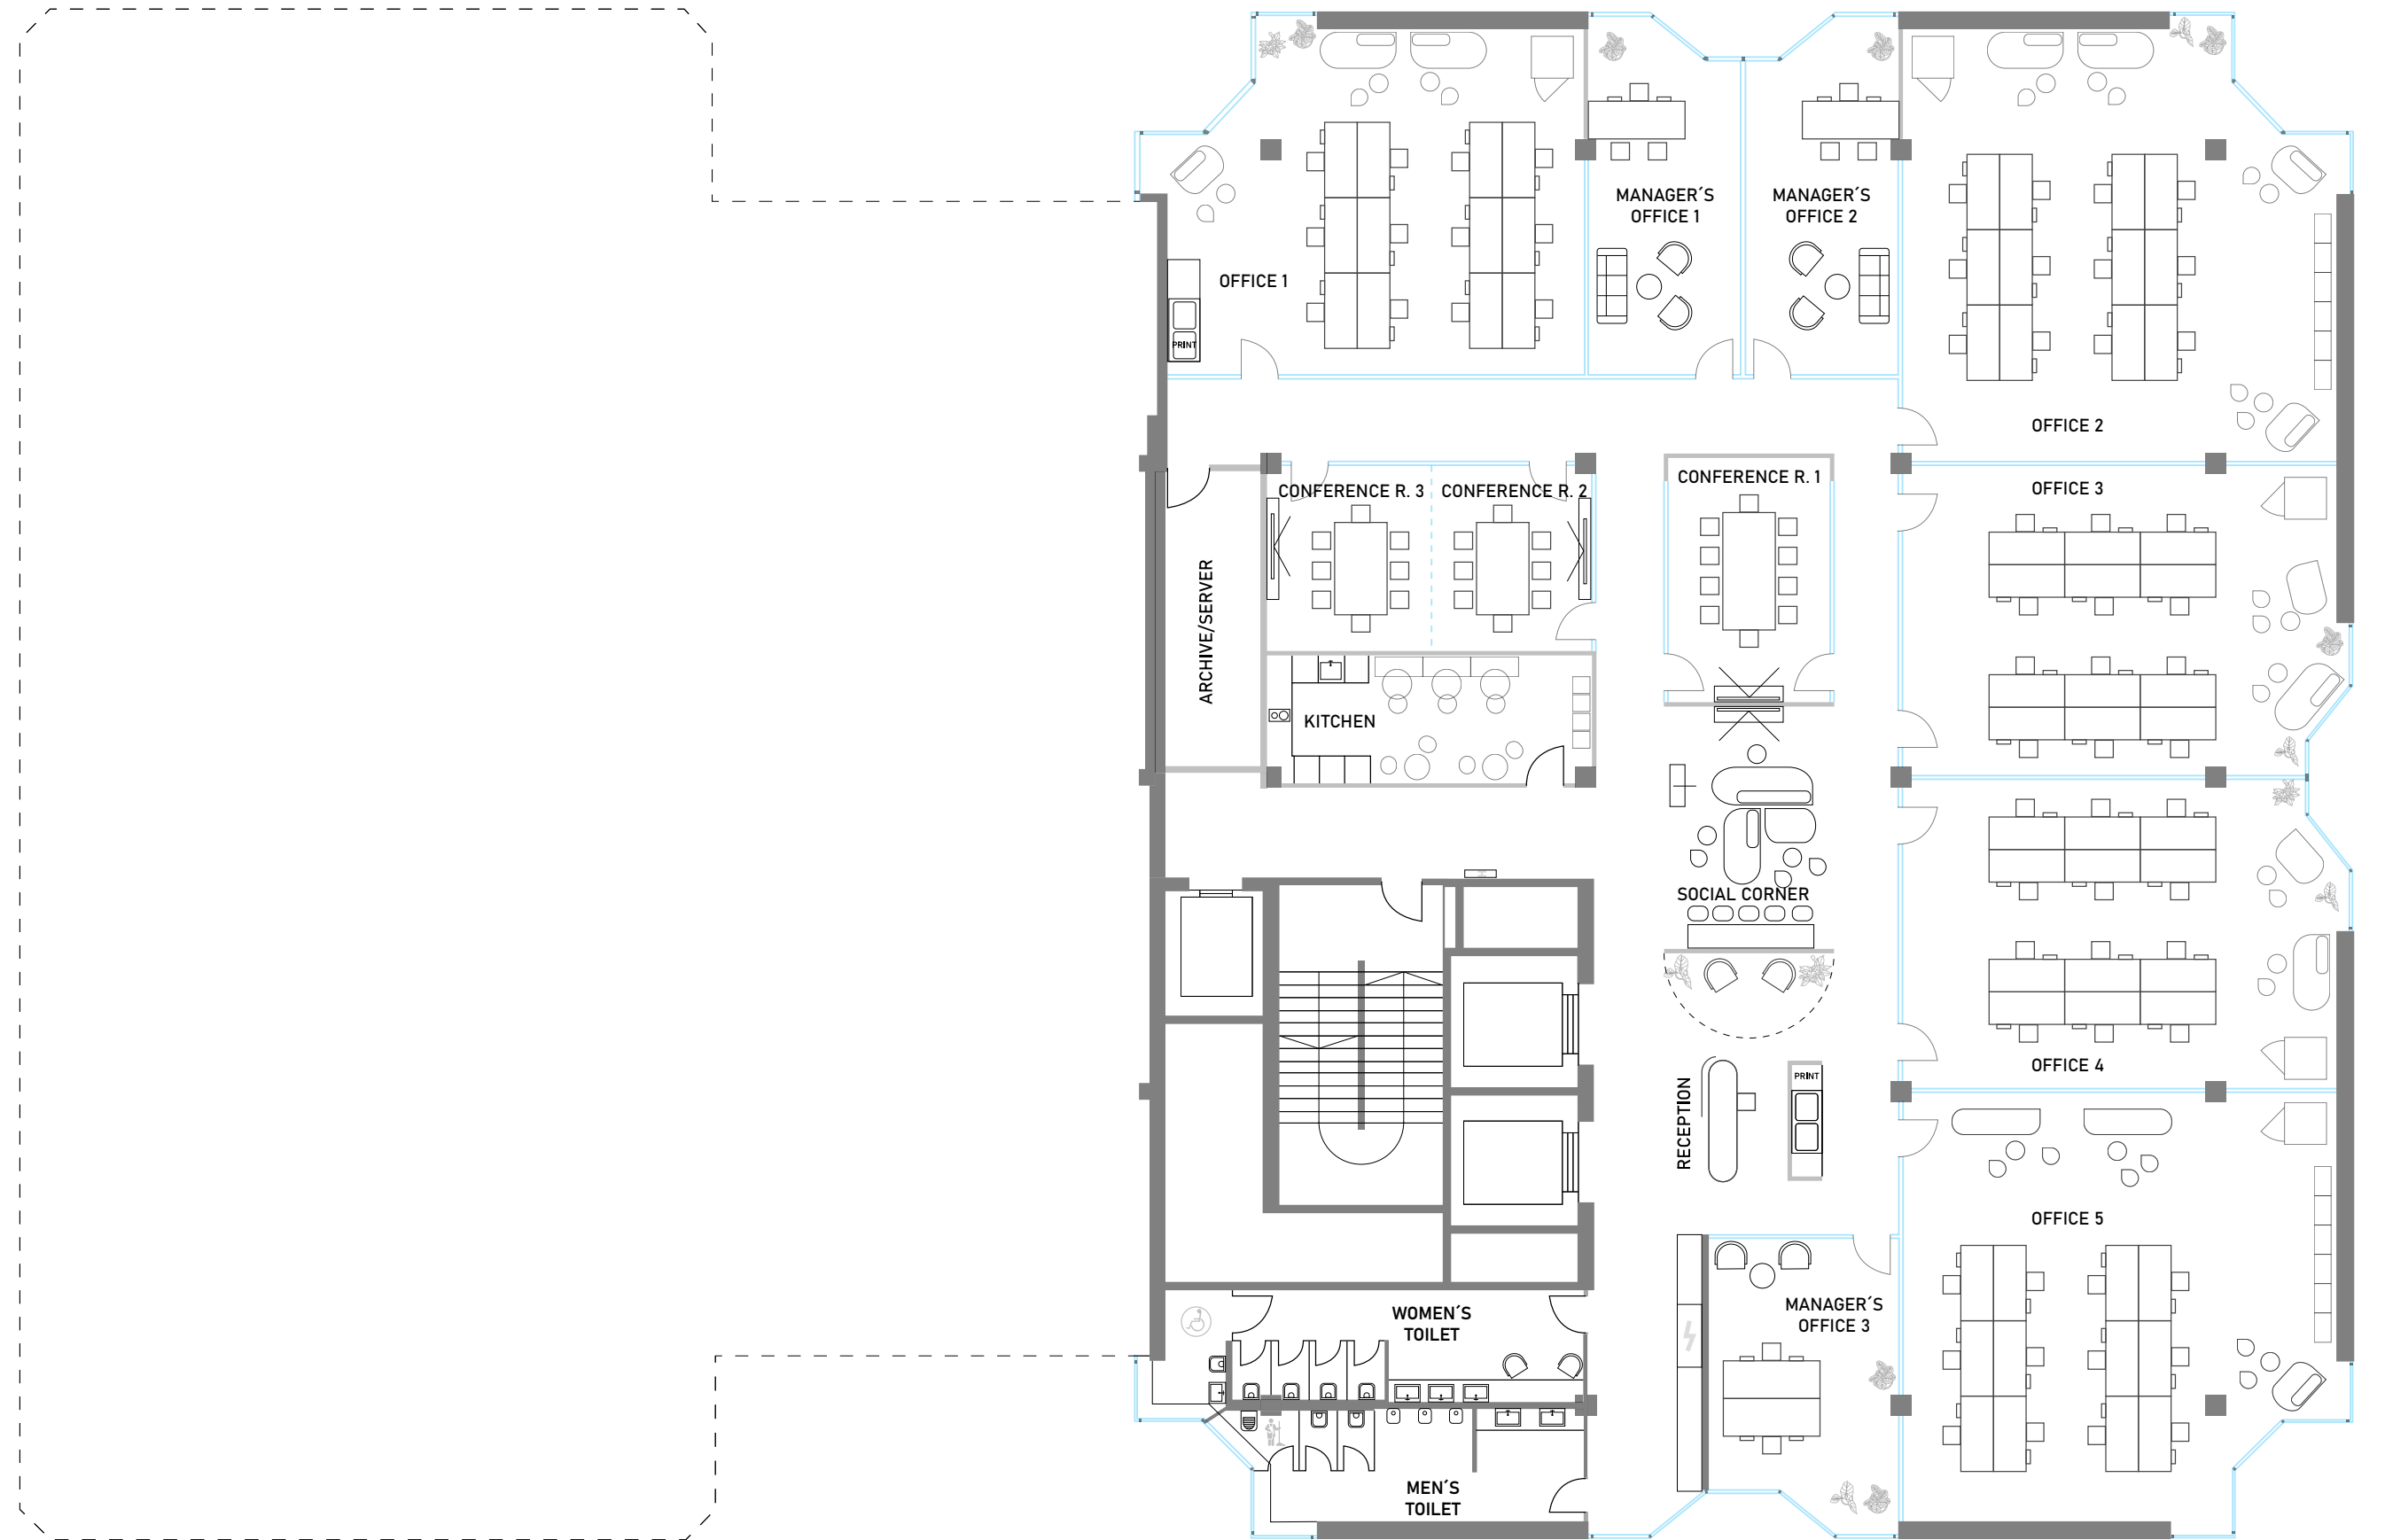 MANAGER´S
OFFICE 1
MANAGER´S
OFFICE 2
OFFICE 1
PRINT
OFFICE 2
CONFERENCE R. 3
CONFERENCE R. 2
CONFERENCE R. 1
OFFICE 3
ARCHIVE/SERVER
KITCHEN
SOCIAL CORNER
OFFICE 4
PRINT
RECEPTION
OFFICE 5
MANAGER´S
OFFICE 3
WOMEN´S
TOILET
MEN´S
TOILET